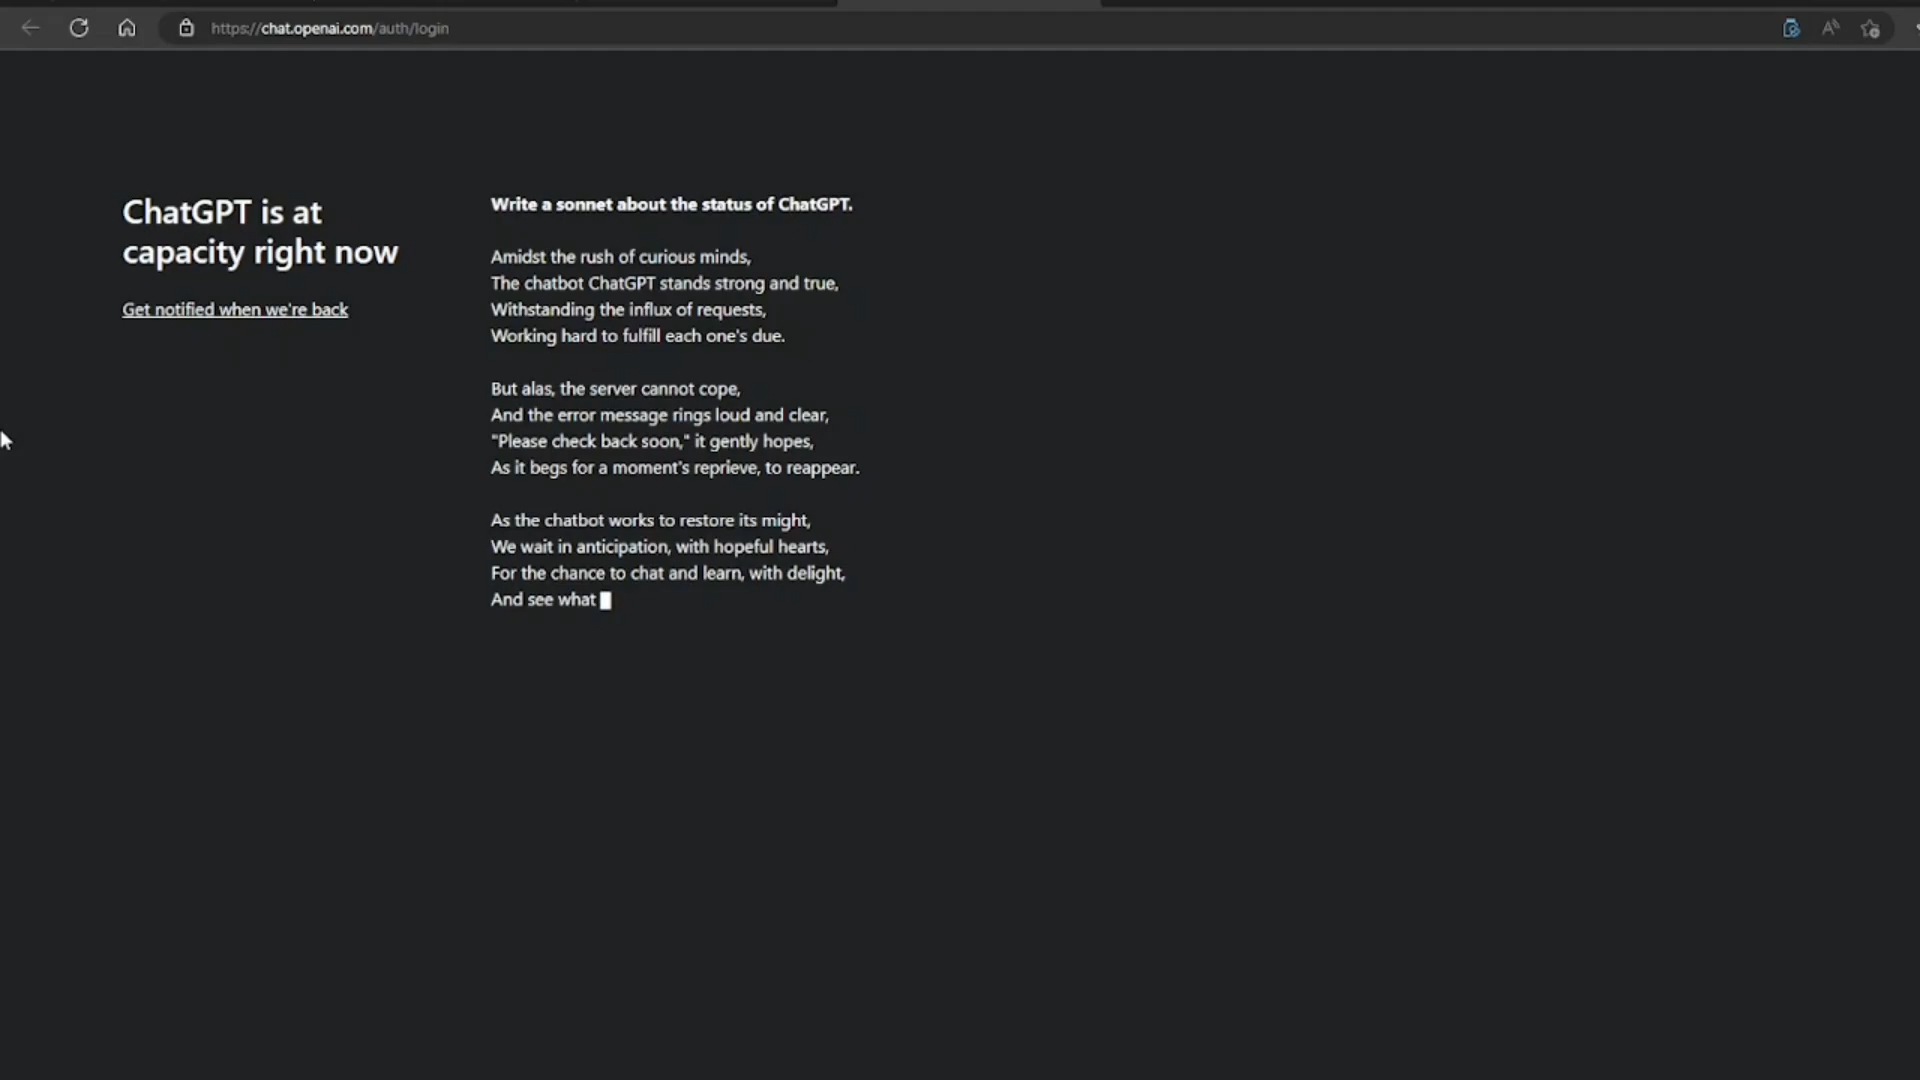 https://chat.openai.com/auth/login
ChatGPT is at
capacity right now
Get notified when we're back
Write a sonnet about the status of ChatGPT.
Amidst the rush of curious minds,
The chatbot ChatGPT stands strong and true,
Withstanding the influx of requests,
Working hard to fulfill each one's due.
But alas, the server cannot cope,
And the error message rings loud and clear,
"Please check back soon," it gently hopes,
As it begs for a moment's reprieve, to reappear.
As the chatbot works to restore its might,
We wait in anticipation, with hopeful hearts,
For the chance to chat and learn, with delight,
And see what